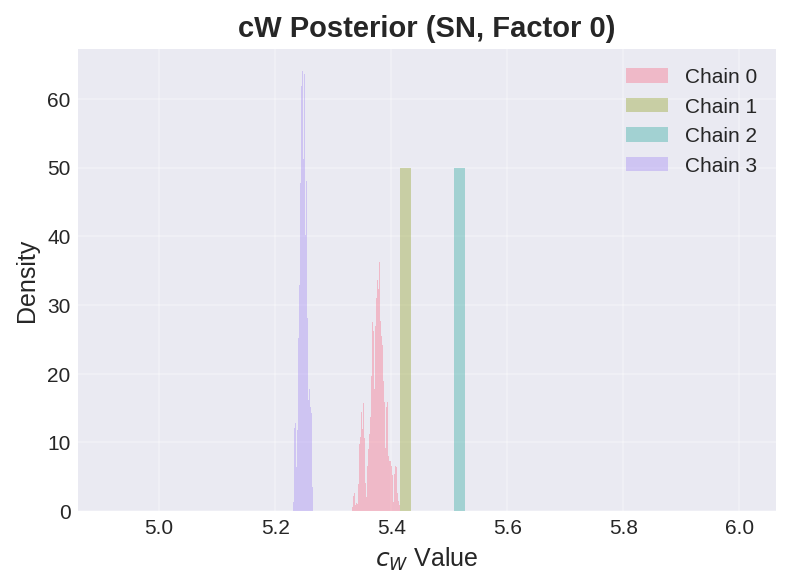 cW Posterior (SN, Factor 0)
Chain 0
Chain 1
Chain 2
Chain 3
60
50
40
30
20
10
0
Density
5.0 5.2 5.4 5.6 5.8 6.0
c_W Value